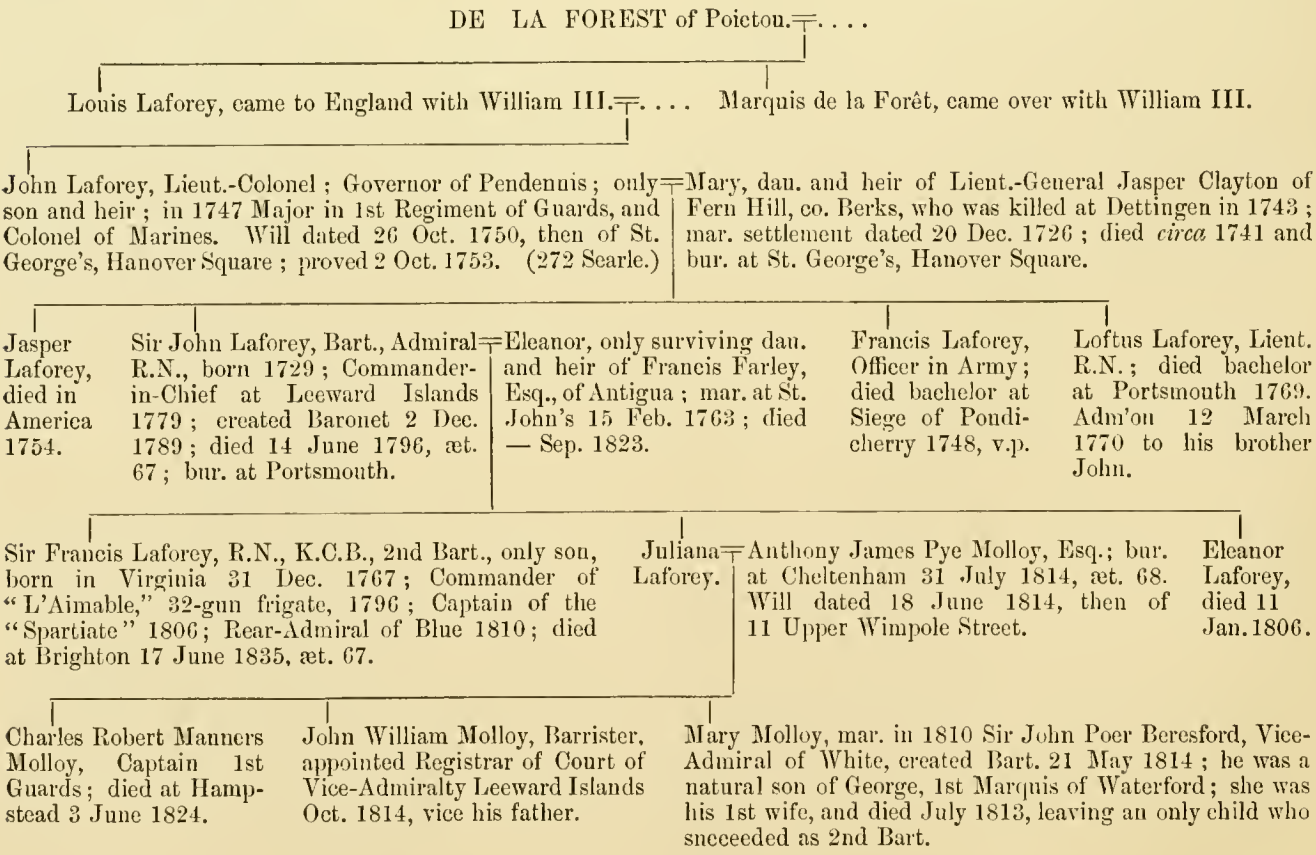 DE LA FOREST of Poictou.=. . . .
Louis Laforey, came to England with William III.=. . . .
Marquis de la Forêt, came over with William III.
John Laforey, Lieut.-Colonel ; Governor of Pendennis ; only=
son and heir ; in 1747 Major in 1st Regiment of Guards, and
Colonel of Marines. Will dated 26 Oct. 1750, then of St.
George's, Hanover Square ; proved 2 Oct. 1753. (272 Searle.)
Mary, dau. and heir of Lieut.-General Jasper Clayton of
Fern Hill, co. Berks, who was killed at Dettingen in 1743 ;
mar. settlement dated 20 Dec. 1726 ; died circa 1741 and
bur. at St. George's, Hanover Square.
Jasper
Laforey,
died in
America
1754.
Sir John Laforey, Bart., Admiral=
R.N., born 1729 ; Commander-
in-Chief at Leeward Islands
1779 ; created Baronet 2 Dec.
1789 ; died 14 June 1796, æt.
67 ; bur. at Portsmouth.
Eleanor, only surviving dau.
and heir of Francis Farley,
Esq., of Antigua ; mar. at St.
John's 15 Feb. 1763 ; died
— Sep. 1823.
Francis Laforey,
Officer in Army ;
died bachelor at
Siege of Pondi-
cherry 1748, v.p.
Loftus Laforey, Lieut.
R.N. ; died bachelor
at Portsmouth 1769.
Adm'on 12 March
1770 to his brother
John.
Sir Francis Laforey, R.N., K.C.B., 2nd Bart., only son,
born in Virginia 31 Dec. 1767 ; Commander of
"L'Aimable," 32-gun frigate, 1796 ; Captain of the
"Spartiate" 1806 ; Rear-Admiral of Blue 1810 ; died
at Brighton 17 June 1835, æt. 67.
Juliana=
Laforey.
Anthony James Pye Molloy, Esq. ; bur.
at Cheltenham 31 July 1814, æt. 68.
Will dated 18 June 1814, then of
11 Upper Wimpole Street.
Eleanor
Laforey,
died 11
Jan. 1806.
Charles Robert Manners
Molloy, Captain 1st
Guards ; died at Hamp-
stead 3 June 1824.
John William Molloy, Barrister,
appointed Registrar of Court of
Vice-Admiralty Leeward Islands
Oct. 1814, vice his father.
Mary Molloy, mar. in 1810 Sir John Poer Beresford, Vice-
Admiral of White, created Bart. 21 May 1814 ; he was a
natural son of George, 1st Marquis of Waterford ; she was
his 1st wife, and died July 1813, leaving an only child who
succeeded as 2nd Bart.